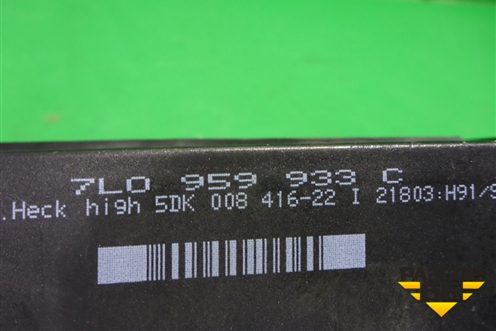 7L0 959 933 C
.Heck high 5DK 008 416-22 I 21803:H91/S